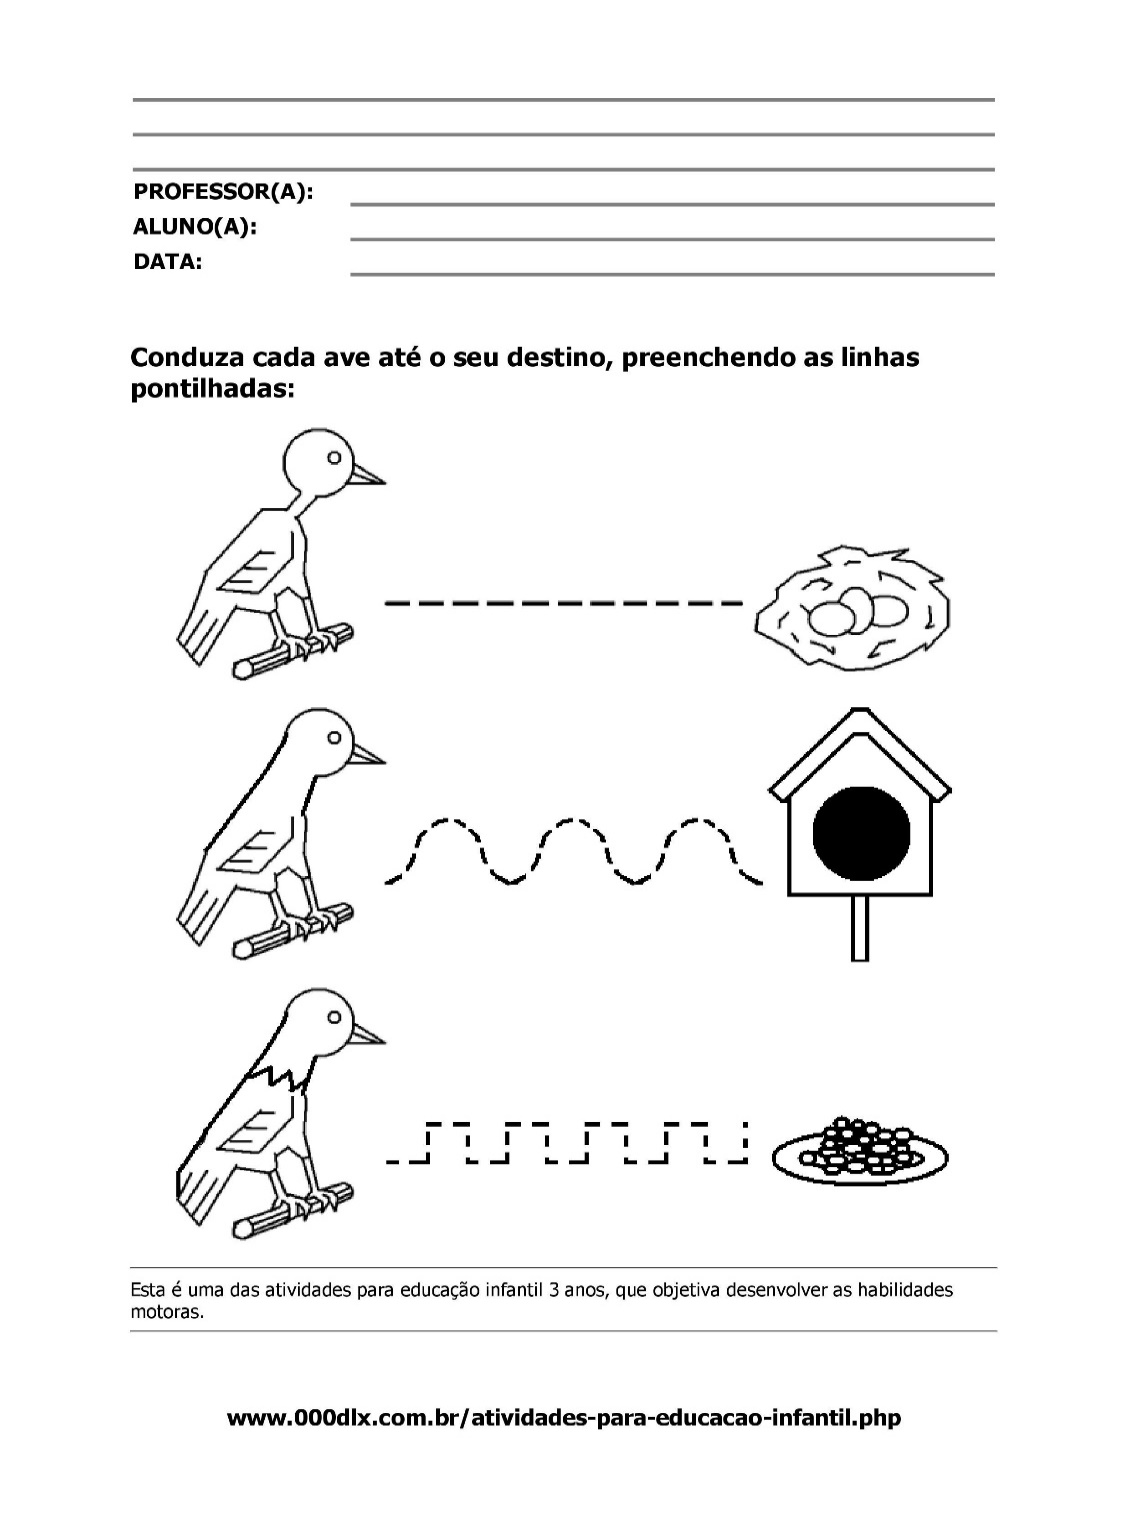 PROFESSOR(A):
ALUNO(A):
DATA:
Conduza cada ave até o seu destino, preenchendo as linhas
pontilhadas:
Esta é uma das atividades para educação infantil 3 anos, que objetiva desenvolver as habilidades
motoras.
www.000dlx.com.br/atividades-para-educacao-infantil.php